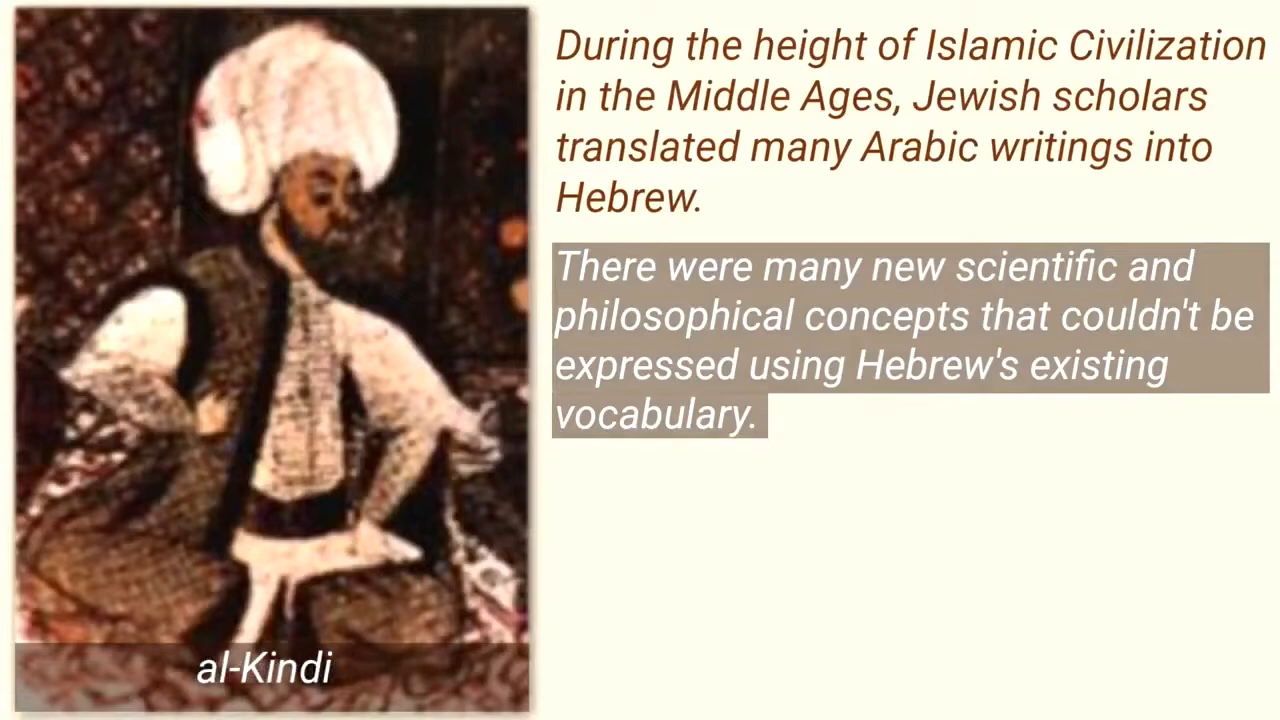 During the height of Islamic Civilization
in the Middle Ages, Jewish scholars
translated many Arabic writings into
Hebrew.
There were many new scientific and
philosophical concepts that couldn't be
expressed using Hebrew's existing
vocabulary.
al-Kindi